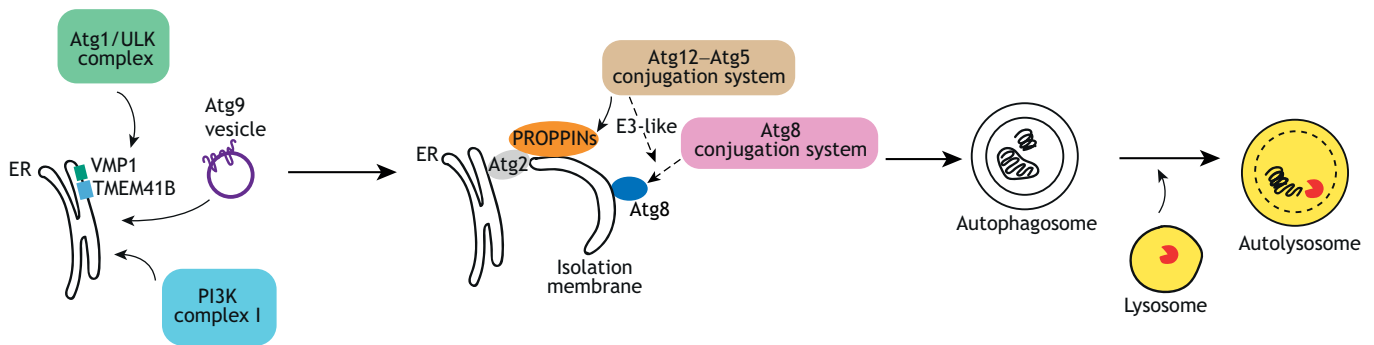 Atg1/ULK
complex
Atg9
vesicle
ER
VMP1
TMEM41B
PI3K
complex I
Atg12–Atg5
conjugation system
PROPPINs
E3-like
Atg8
conjugation system
ER
Atg2
Atg8
Isolation
membrane
Autophagosome
Lysosome
Autolysosome